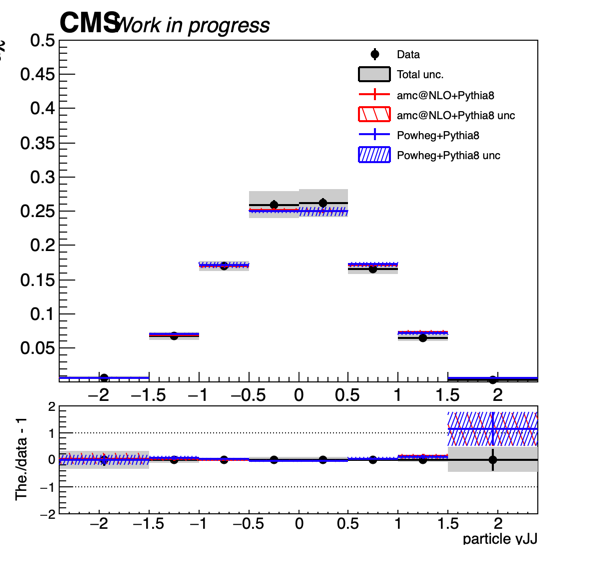 CMS Work in progress
0.5
0.45
0.4
0.35
0.3
0.25
0.2
0.15
0.1
0.05
Data
Total unc.
amc@NLO+Pythia8
amc@NLO+Pythia8 unc
Powheg+Pythia8
Powheg+Pythia8 unc
−2 −1.5 −1 −0.5 0 0.5 1 1.5 2
The./data - 1
2
1
0
−1
−2
−2 −1.5 −1 −0.5 0 0.5 1 1.5 2
particle yJJ